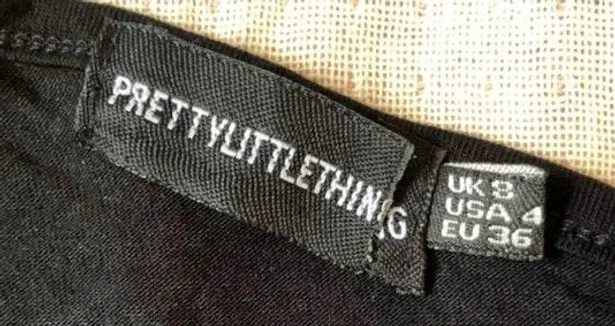 PRETTYLITTLETHING
UK 8
USA 4
EU 36